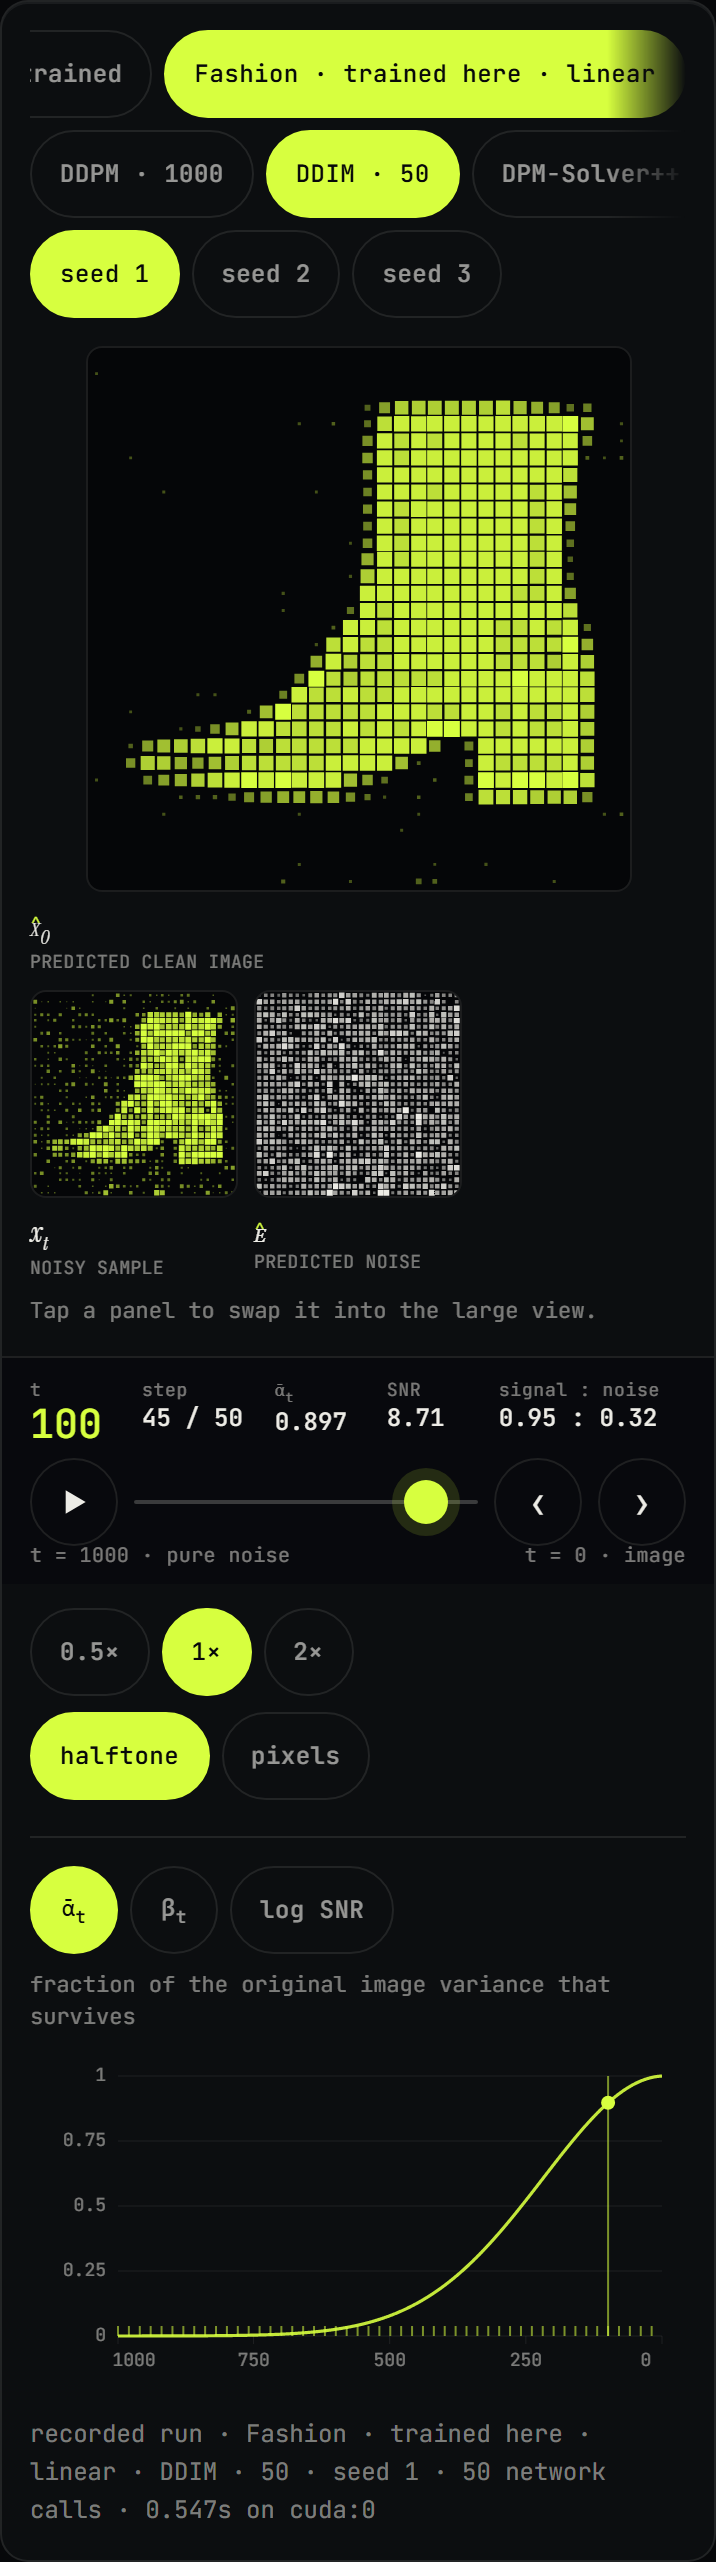 trained
Fashion · trained here · linear
DDPM · 1000
DDIM · 50
DPM-Solver++
seed 1
seed 2
seed 3
x̂0
PREDICTED CLEAN IMAGE
xt
NOISY SAMPLE
ε̂
PREDICTED NOISE
Tap a panel to swap it into the large view.
t
100
step
45 / 50
ᾱt
0.897
SNR
8.71
signal : noise
0.95 : 0.32
t = 1000 · pure noise
t = 0 · image
0.5×
1×
2×
halftone
pixels
ᾱt
βt
log SNR
fraction of the original image variance that
survives
1
0.75
0.5
0.25
0
1000
750
500
250
0
recorded run · Fashion · trained here ·
linear · DDIM · 50 · seed 1 · 50 network
calls · 0.547s on cuda:0